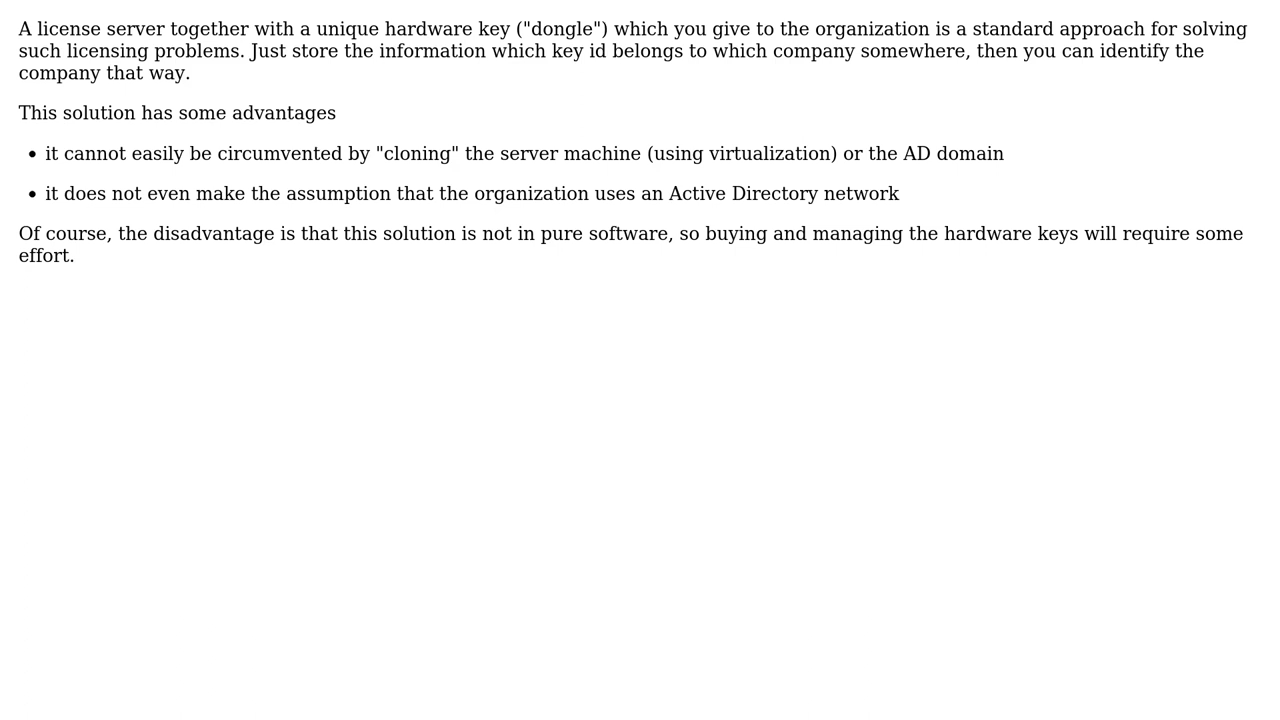 A license server together with a unique hardware key ("dongle") which you give to the organization is a standard approach for solving
such licensing problems. Just store the information which key id belongs to which company somewhere, then you can identify the
company that way.
This solution has some advantages
• it cannot easily be circumvented by "cloning" the server machine (using virtualization) or the AD domain
• it does not even make the assumption that the organization uses an Active Directory network
Of course, the disadvantage is that this solution is not in pure software, so buying and managing the hardware keys will require some
effort.